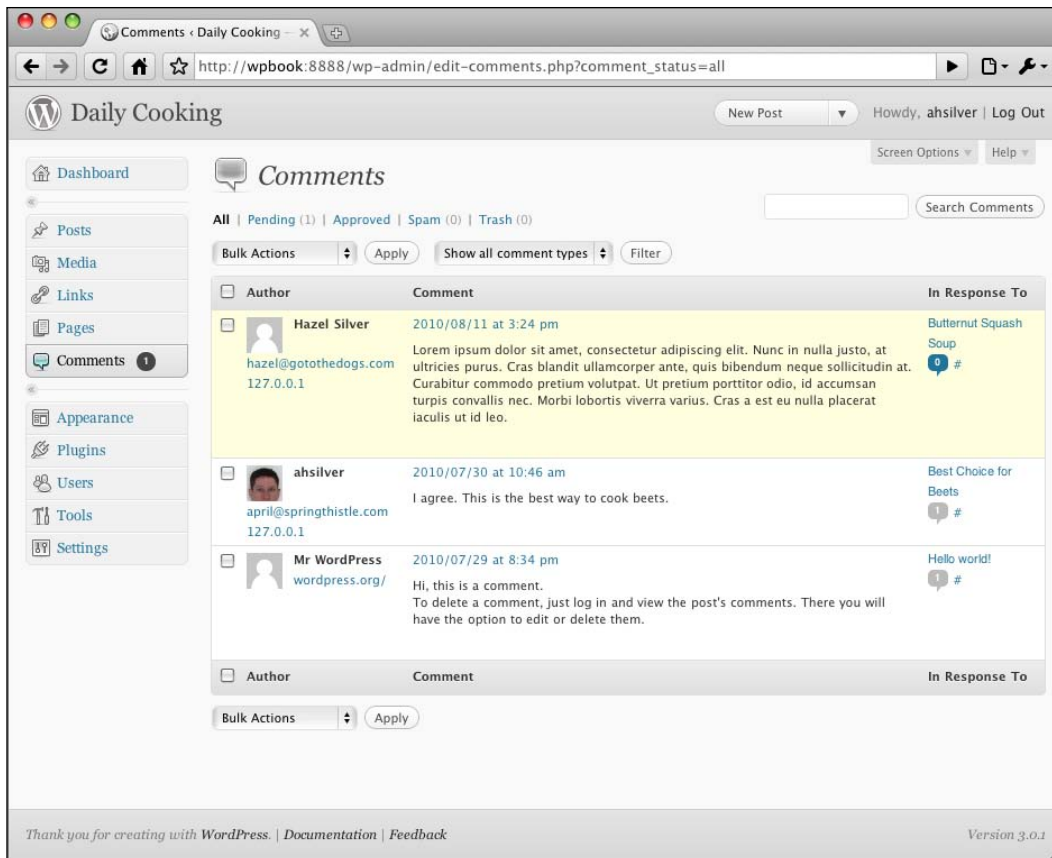 Comments ‹ Daily Cooking —
http://wpbook:8888/wp-admin/edit-comments.php?comment_status=all
Daily Cooking
New Post
Howdy, ahsilver | Log Out
Screen Options
Help
Dashboard
Posts
Media
Links
Pages
Comments 1
Appearance
Plugins
Users
Tools
Settings
Comments
All | Pending (1) | Approved | Spam (0) | Trash (0)
Search Comments
Bulk Actions
Apply
Show all comment types
Filter
Author
Comment
In Response To
Hazel Silver
hazel@gotothedogs.com
127.0.0.1
2010/08/11 at 3:24 pm
Lorem ipsum dolor sit amet, consectetur adipiscing elit. Nunc in nulla justo, at
ultricies purus. Cras blandit ullamcorper ante, quis bibendum neque sollicitudin at.
Curabitur commodo pretium volutpat. Ut pretium porttitor odio, id accumsan
turpis convallis nec. Morbi lobortis viverra varius. Cras a est eu nulla placerat
iaculis ut id leo.
Butternut Squash
Soup
0 #
ahsilver
april@springthistle.com
127.0.0.1
2010/07/30 at 10:46 am
I agree. This is the best way to cook beets.
Best Choice for
Beets
1 #
Mr WordPress
wordpress.org/
2010/07/29 at 8:34 pm
Hi, this is a comment.
To delete a comment, just log in and view the post's comments. There you will
have the option to edit or delete them.
Hello world!
1 #
Author
Comment
In Response To
Bulk Actions
Apply
Thank you for creating with WordPress. | Documentation | Feedback
Version 3.0.1